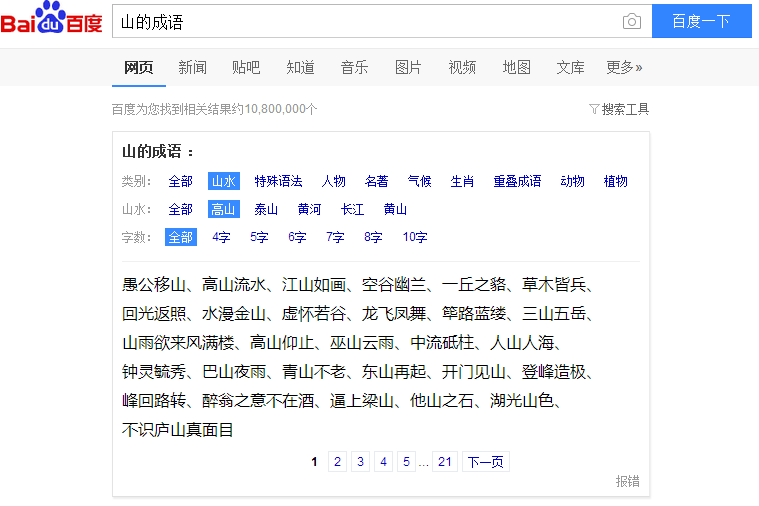 Bai du 百度 山的成语 百度一下
网页 新闻 贴吧 知道 音乐 图片 视频 地图 文库 更多»
百度为您找到相关结果约10,800,000个 搜索工具
山的成语：
类别： 全部 山水 特殊语法 人物 名著 气候 生肖 重叠成语 动物 植物
山水： 全部 高山 泰山 黄河 长江 黄山
字数： 全部 4字 5字 6字 7字 8字 10字
愚公移山、高山流水、江山如画、空谷幽兰、一丘之貉、草木皆兵、
回光返照、水漫金山、虚怀若谷、龙飞凤舞、筚路蓝缕、三山五岳、
山雨欲来风满楼、高山仰止、巫山云雨、中流砥柱、人山人海、
钟灵毓秀、巴山夜雨、青山不老、东山再起、开门见山、登峰造极、
峰回路转、醉翁之意不在酒、逼上梁山、他山之石、湖光山色、
不识庐山真面目
1 2 3 4 5 ... 21 下一页
报错